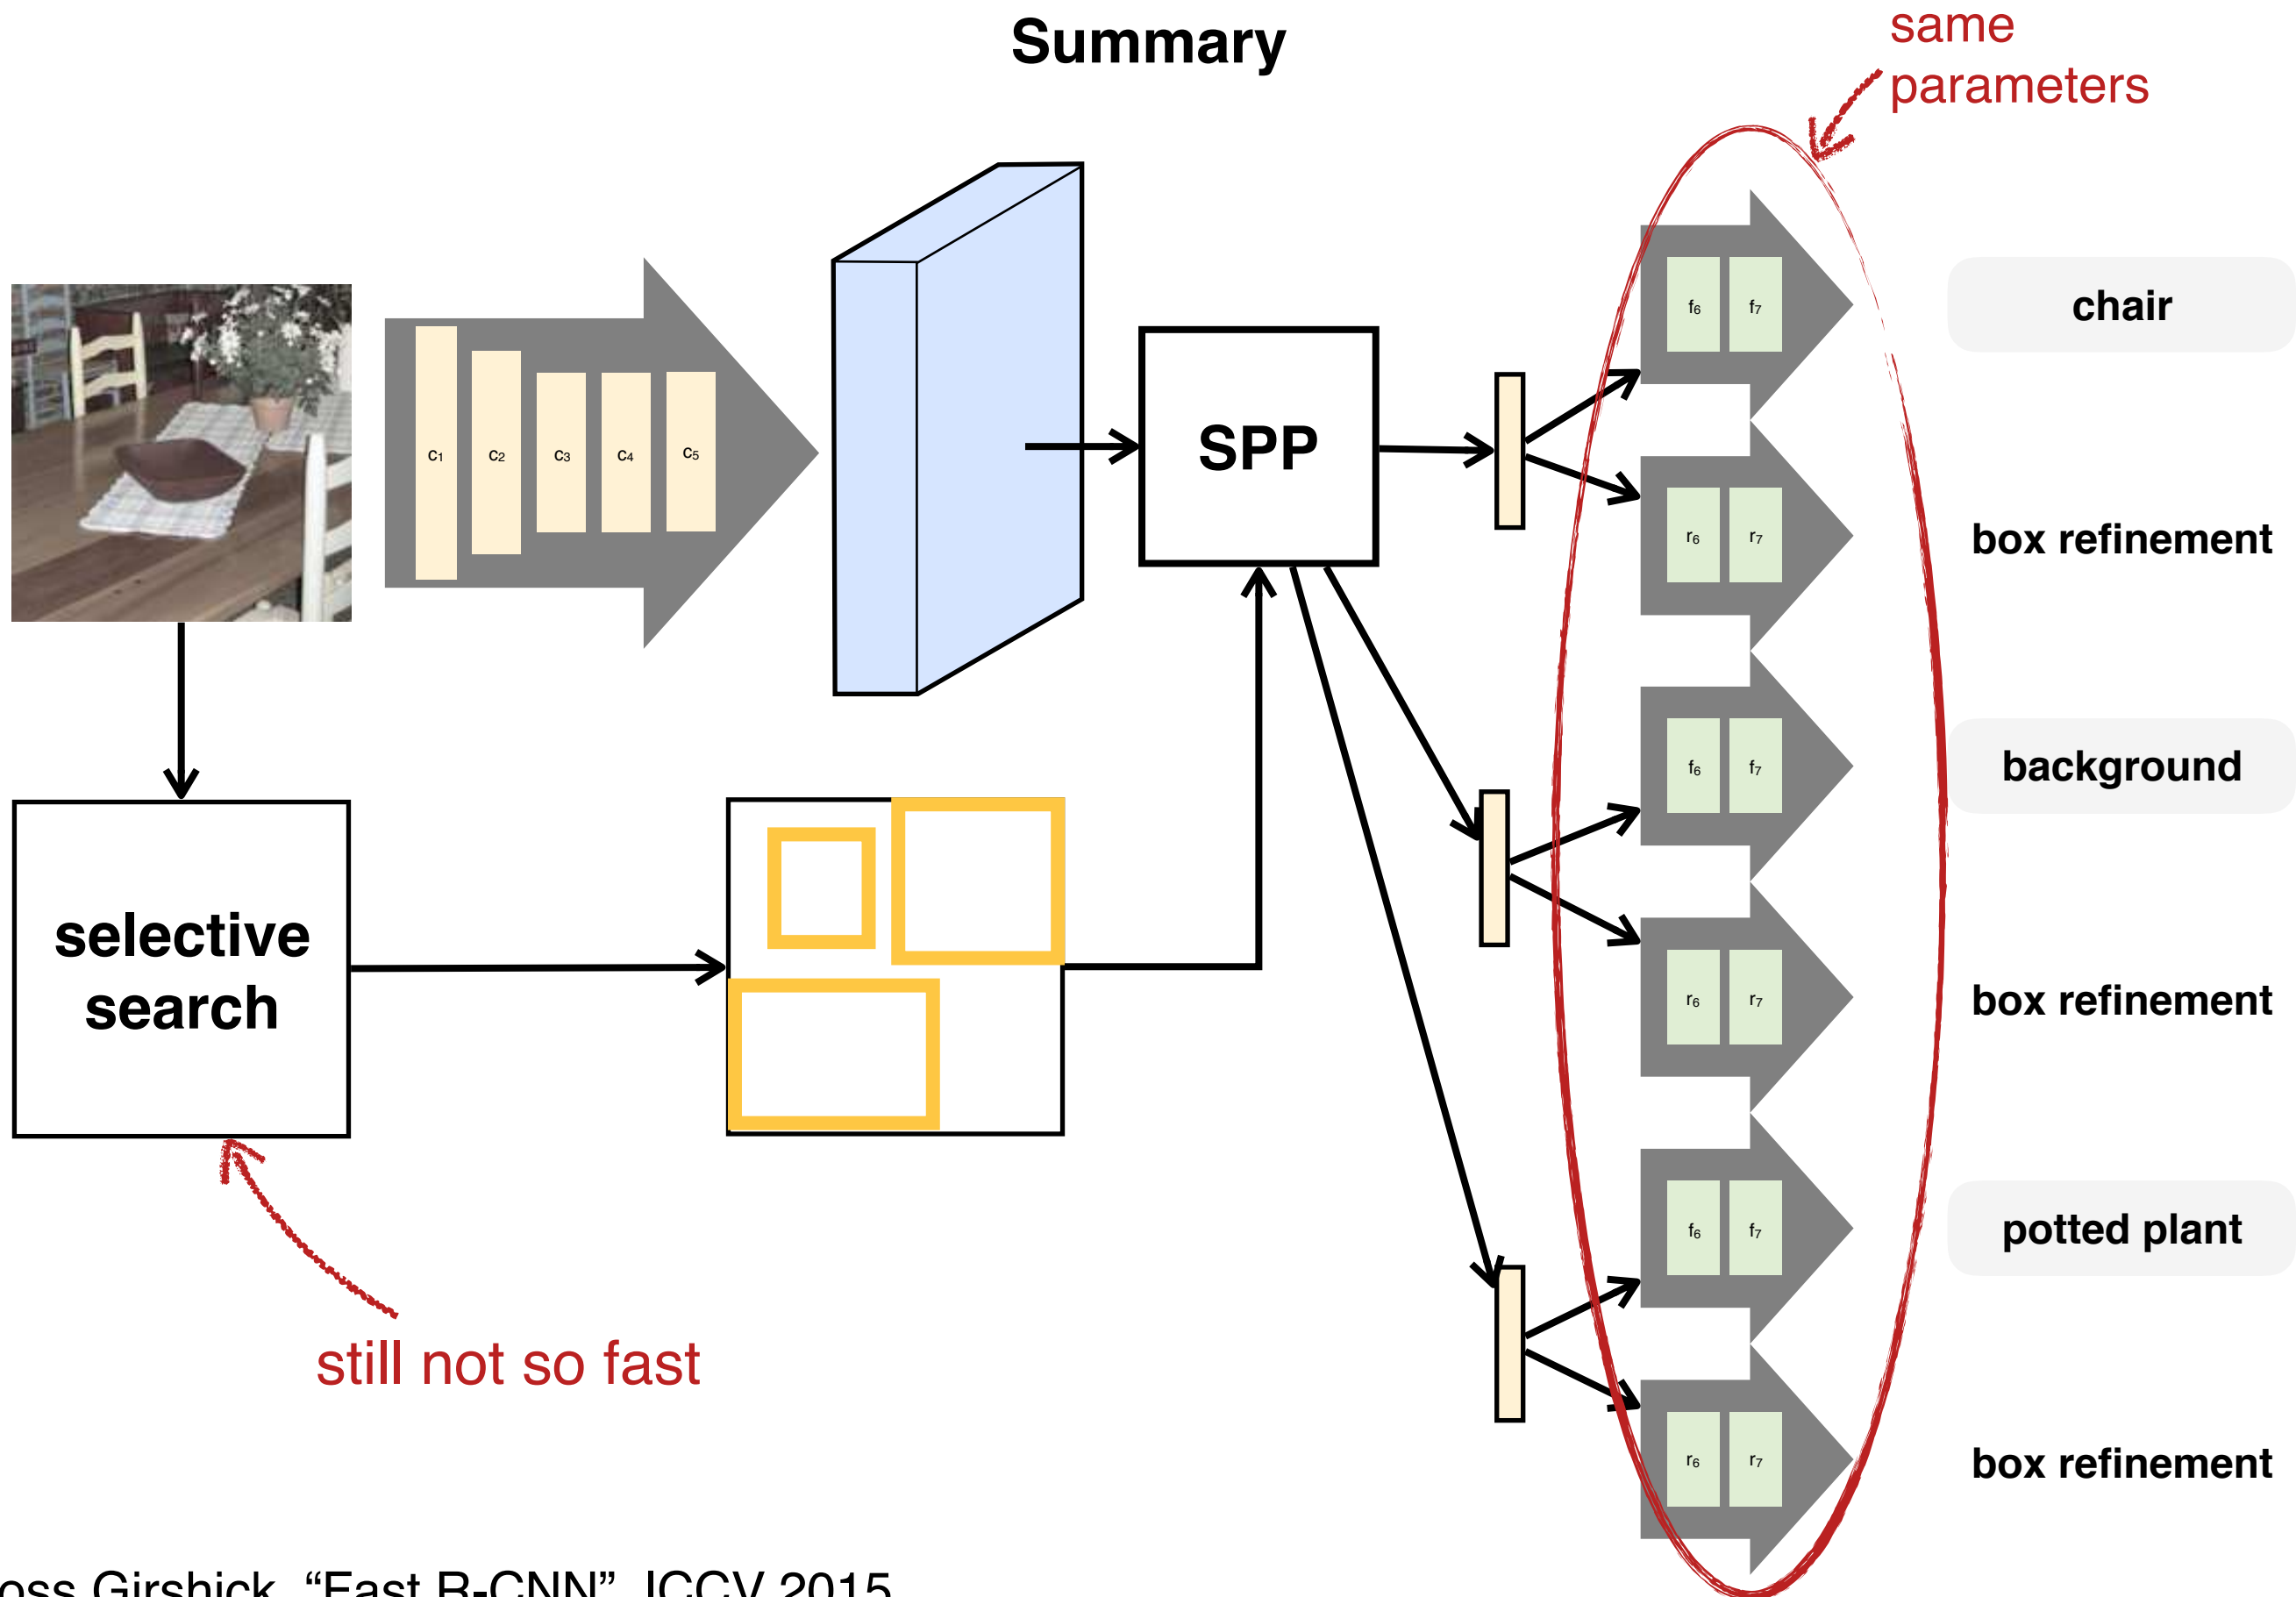 Summary
same
parameters
c1 c2 c3 c4 c5
SPP
f6 f7
chair
r6 r7
box refinement
f6 f7
background
selective
search
r6 r7
box refinement
f6 f7
potted plant
still not so fast
r6 r7
box refinement
oss Girshick, “Fast R-CNN”, ICCV 2015